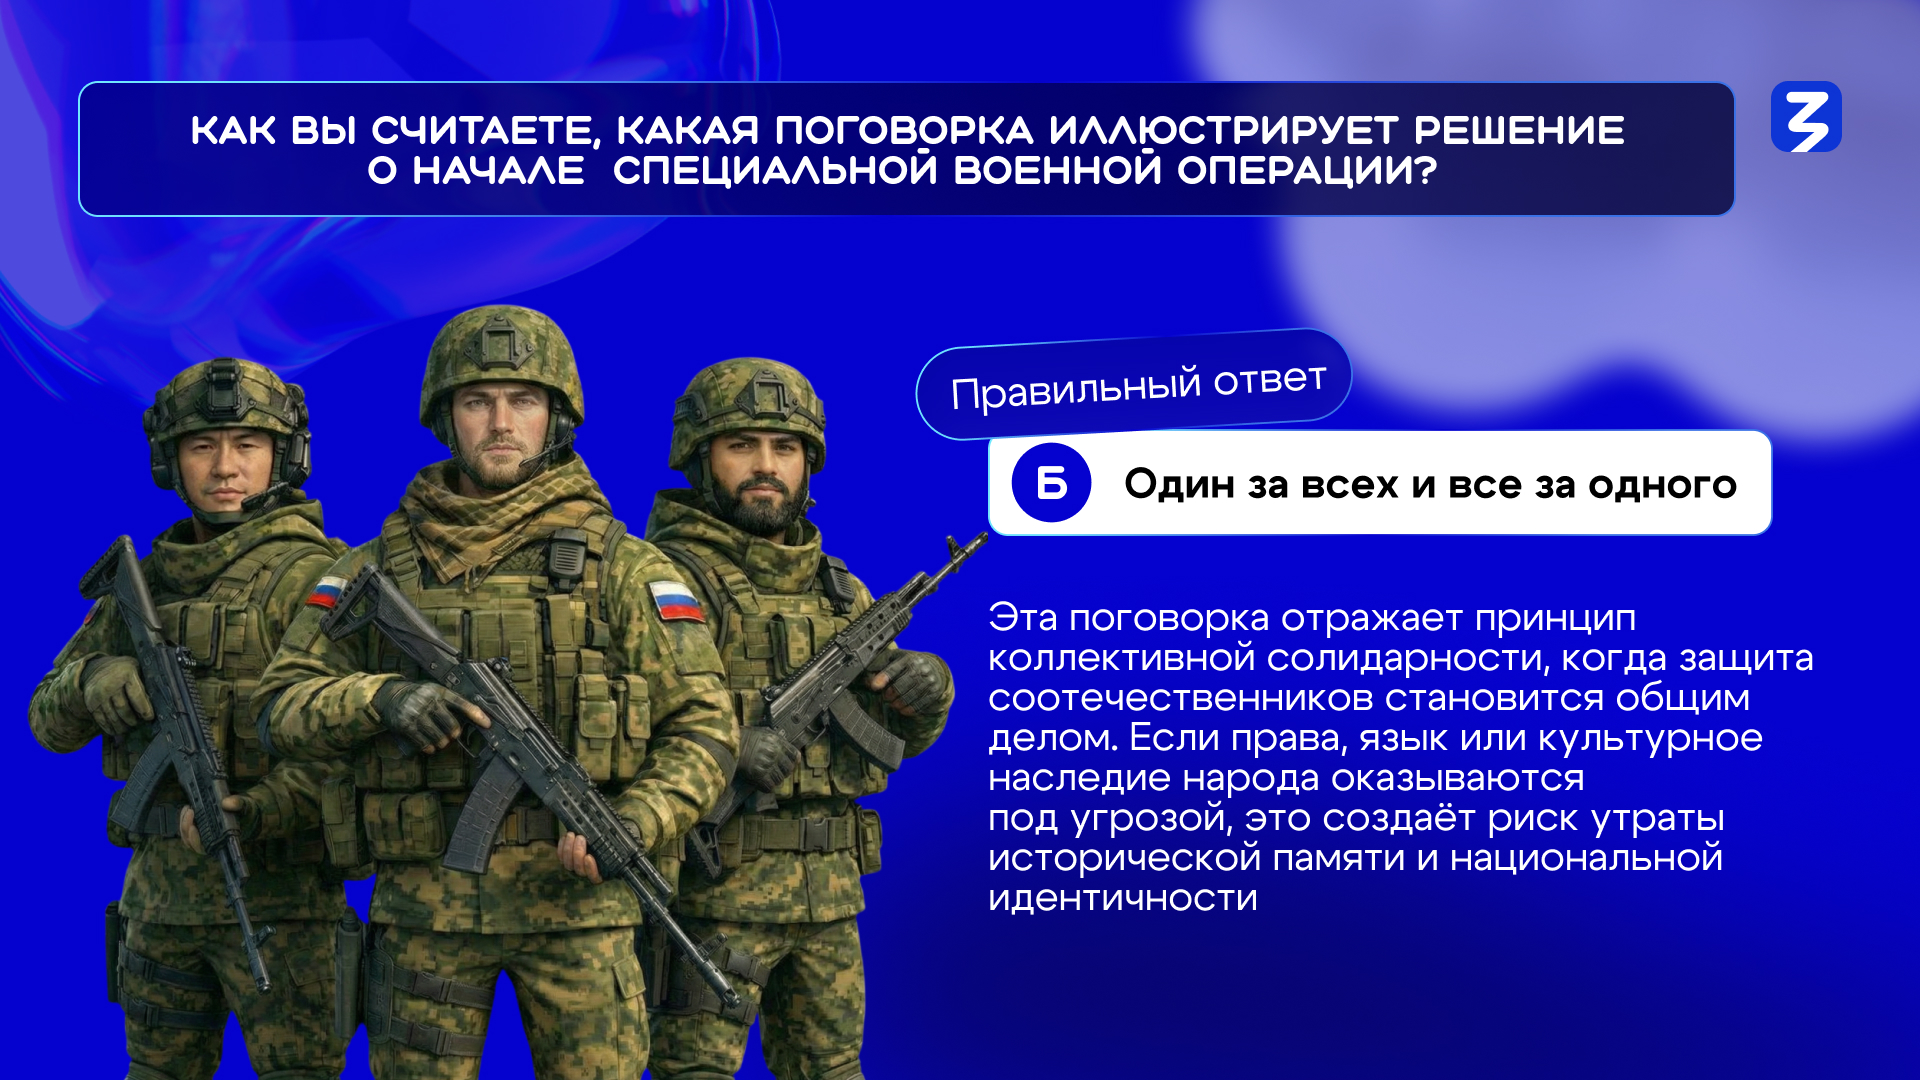 КАК ВЫ СЧИТАЕТЕ, КАКАЯ ПОГОВОРКА ИЛЛЮСТРИРУЕТ РЕШЕНИЕ
О НАЧАЛЕ СПЕЦИАЛЬНОЙ ВОЕННОЙ ОПЕРАЦИИ?
Правильный ответ
Б Один за всех и все за одного
Эта поговорка отражает принцип
коллективной солидарности, когда защита
соотечественников становится общим
делом. Если права, язык или культурное
наследие народа оказываются
под угрозой, это создаёт риск утраты
исторической памяти и национальной
идентичности